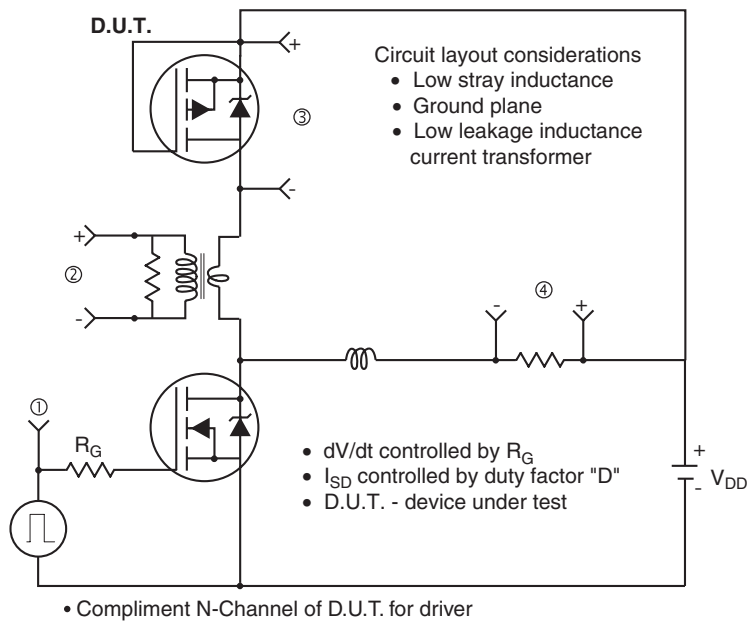 D.U.T.
+
Circuit layout considerations
• Low stray inductance
• Ground plane
• Low leakage inductance
current transformer
③
-
+
②
-
④
-
+
①
R_G
• dV/dt controlled by R_G
• I_SD controlled by duty factor "D"
• D.U.T. - device under test
+
V_DD
-
• Compliment N-Channel of D.U.T. for driver